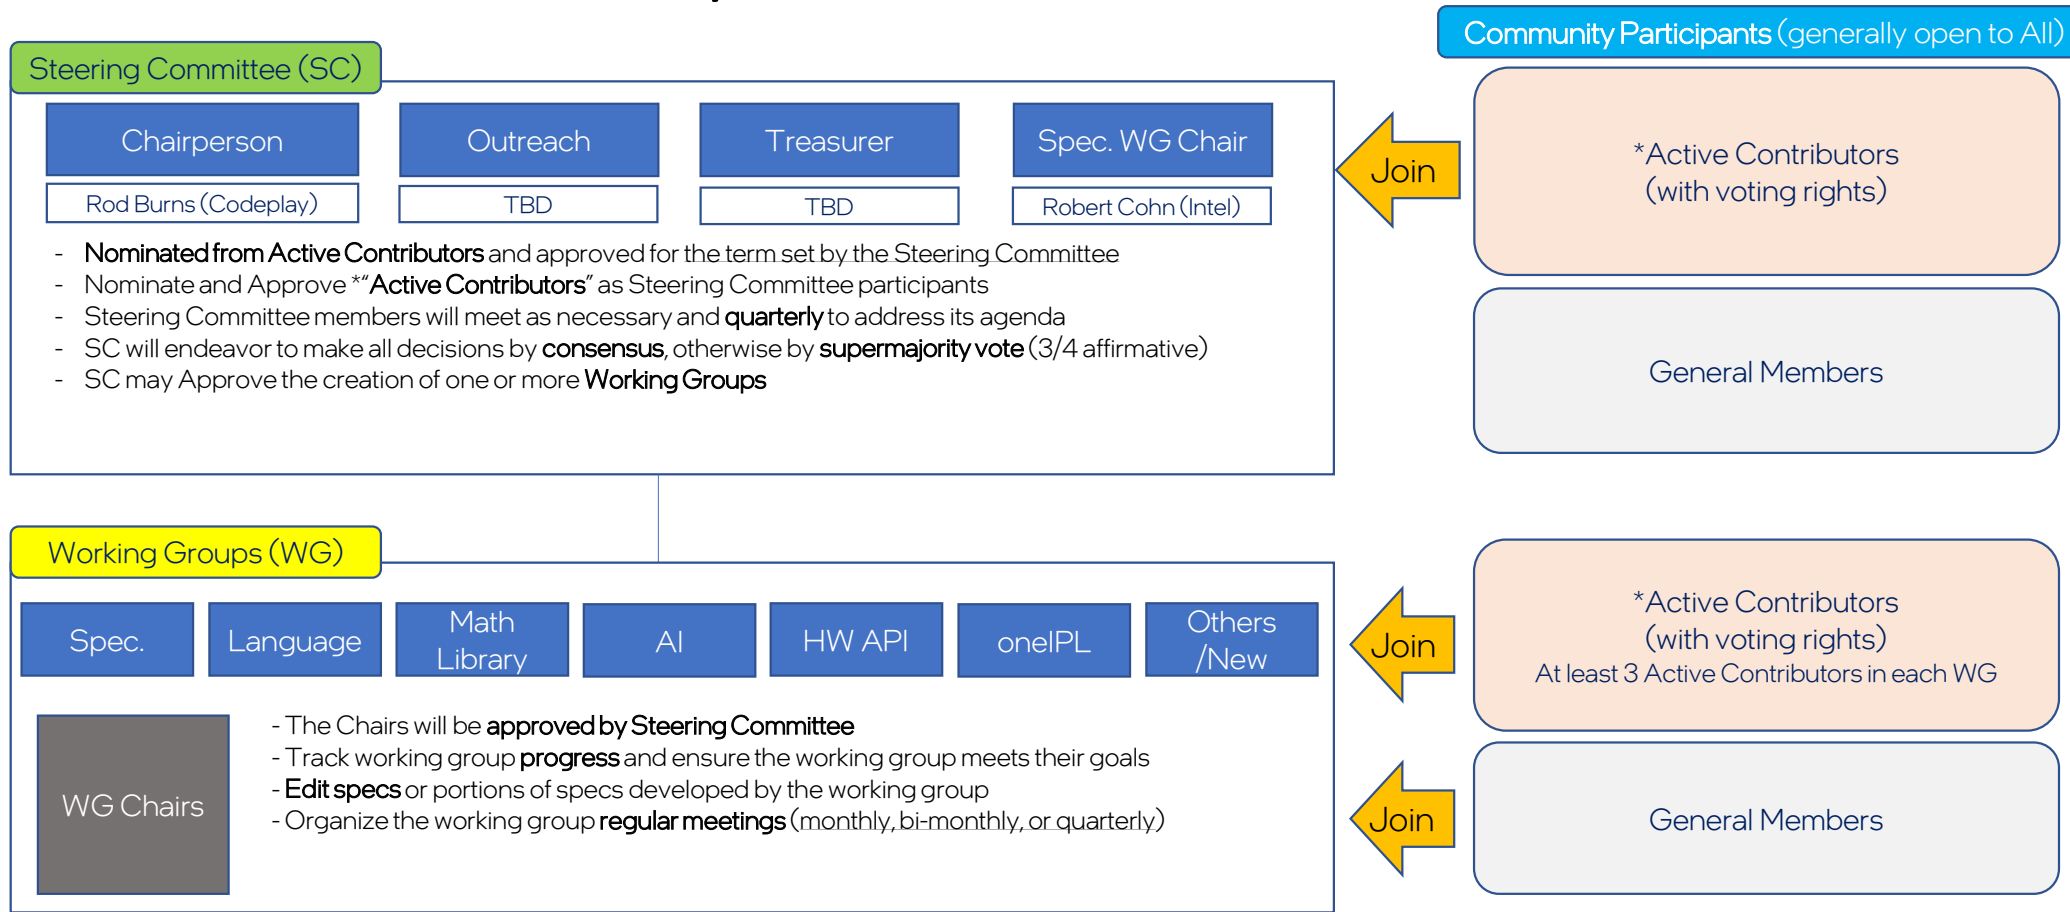 Community Participants (generally open to All)
Steering Committee (SC)
Chairperson
Outreach
Treasurer
Spec. WG Chair
Rod Burns (Codeplay)
TBD
TBD
Robert Cohn (Intel)
- Nominated from Active Contributors and approved for the term set by the Steering Committee
- Nominate and Approve *“Active Contributors” as Steering Committee participants
- Steering Committee members will meet as necessary and quarterly to address its agenda
- SC will endeavor to make all decisions by consensus, otherwise by supermajority vote (3/4 affirmative)
- SC may Approve the creation of one or more Working Groups
Join
*Active Contributors
(with voting rights)
General Members
Working Groups (WG)
Spec.
Language
Math
Library
AI
HW API
oneIPL
Others
/New
WG Chairs
- The Chairs will be approved by Steering Committee
- Track working group progress and ensure the working group meets their goals
- Edit specs or portions of specs developed by the working group
- Organize the working group regular meetings (monthly, bi-monthly, or quarterly)
Join
*Active Contributors
(with voting rights)
At least 3 Active Contributors in each WG
Join
General Members